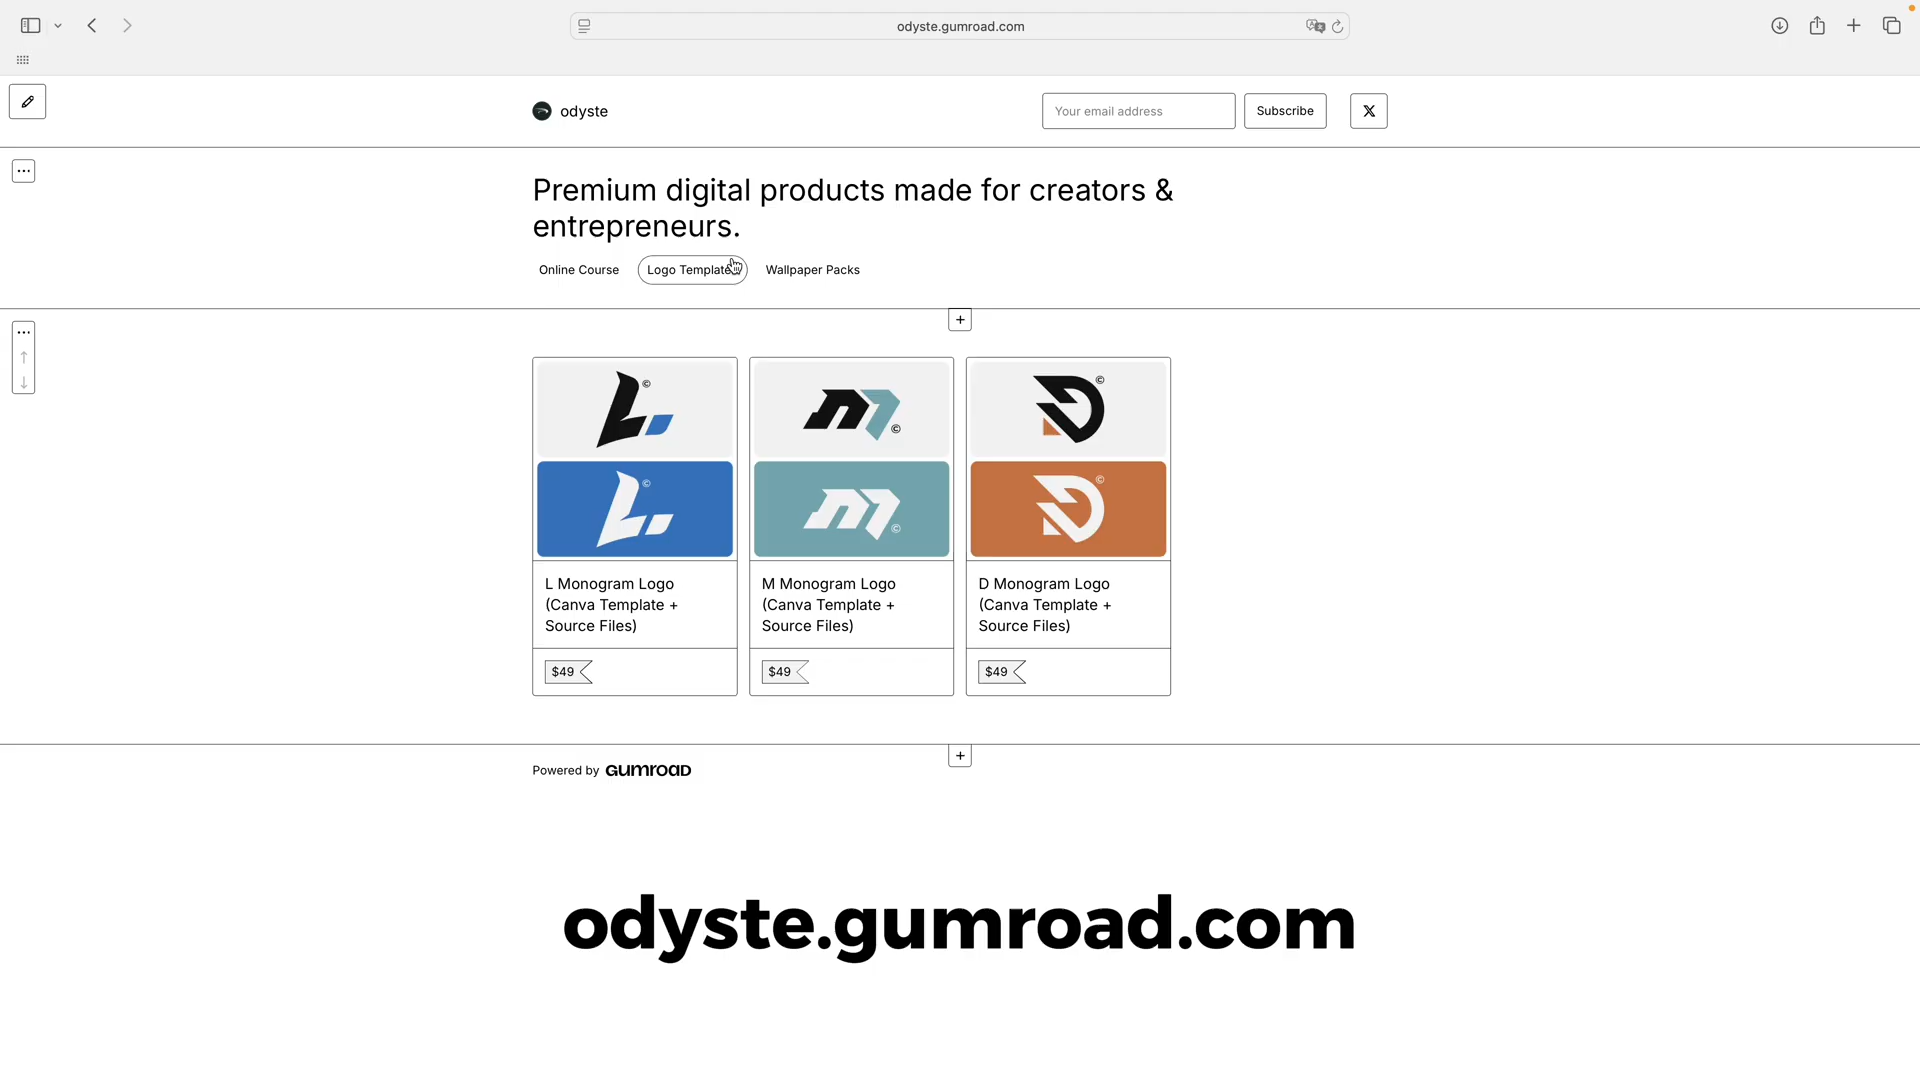 odyste.gumroad.com
odyste
Your email address
Subscribe
Premium digital products made for creators &
entrepreneurs.
Online Course
Logo Template
Wallpaper Packs
L.©
m©
D©
L.©
m©
D©
L Monogram Logo
(Canva Template +
Source Files)
$49
M Monogram Logo
(Canva Template +
Source Files)
$49
D Monogram Logo
(Canva Template +
Source Files)
$49
Powered by GUMROAD
odyste.gumroad.com